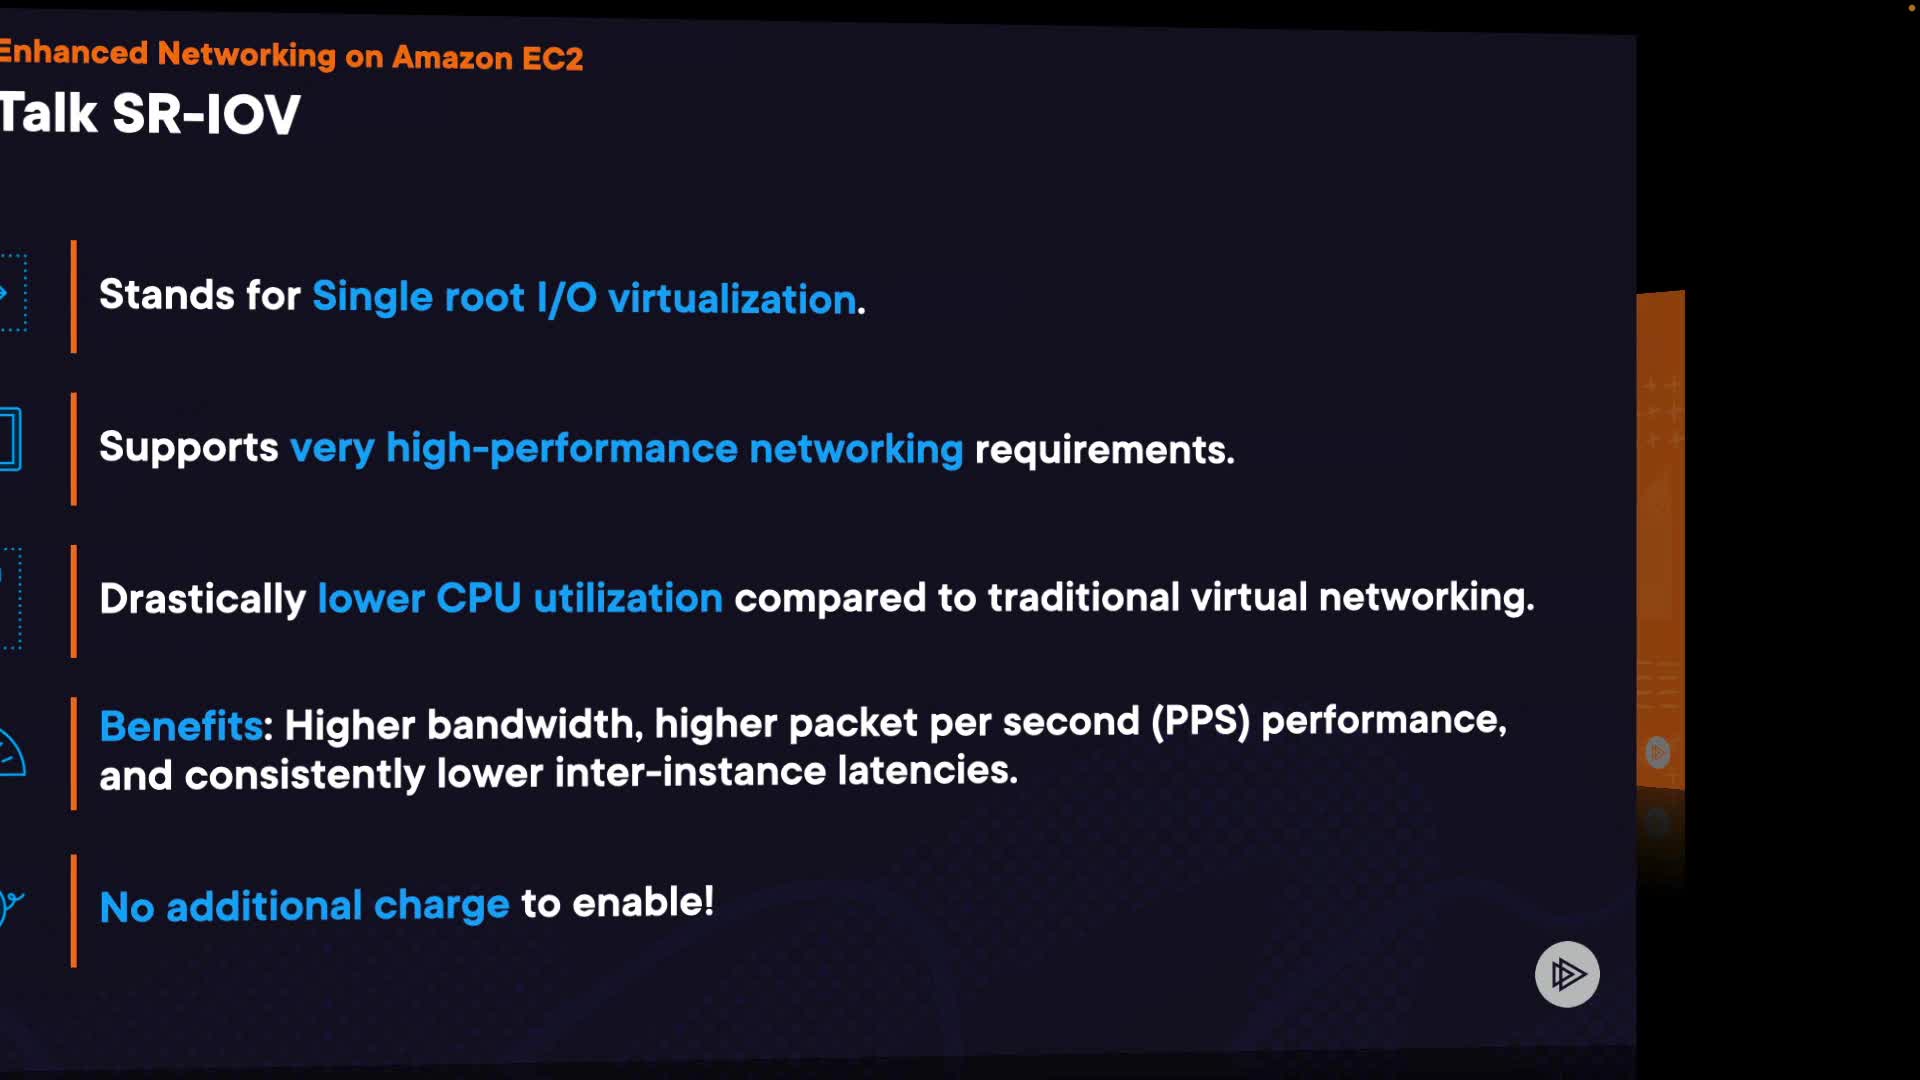 Enhanced Networking on Amazon EC2
Talk SR-IOV
Stands for Single root I/O virtualization.
Supports very high-performance networking requirements.
Drastically lower CPU utilization compared to traditional virtual networking.
Benefits: Higher bandwidth, higher packet per second (PPS) performance,
and consistently lower inter-instance latencies.
No additional charge to enable!